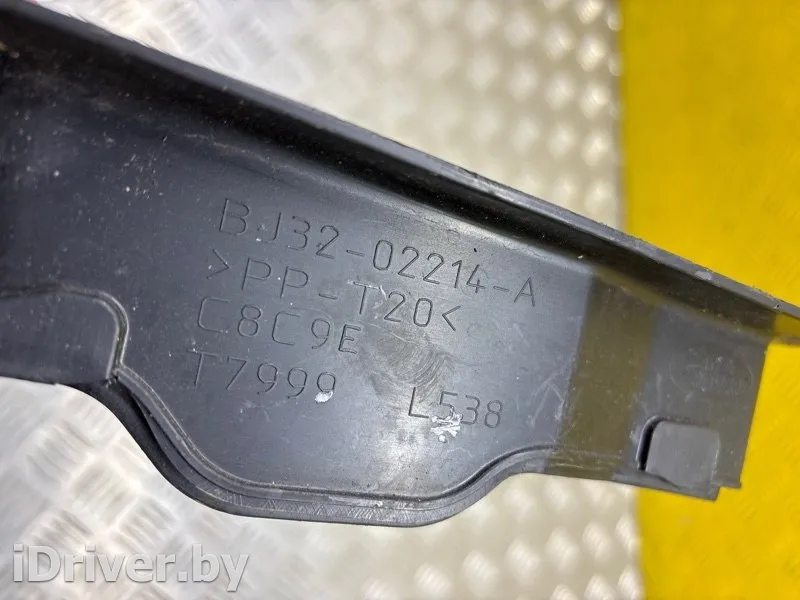 BJ32-02214-A
>PP-T20<
C8C9E
T7999 L538
iDriver.by